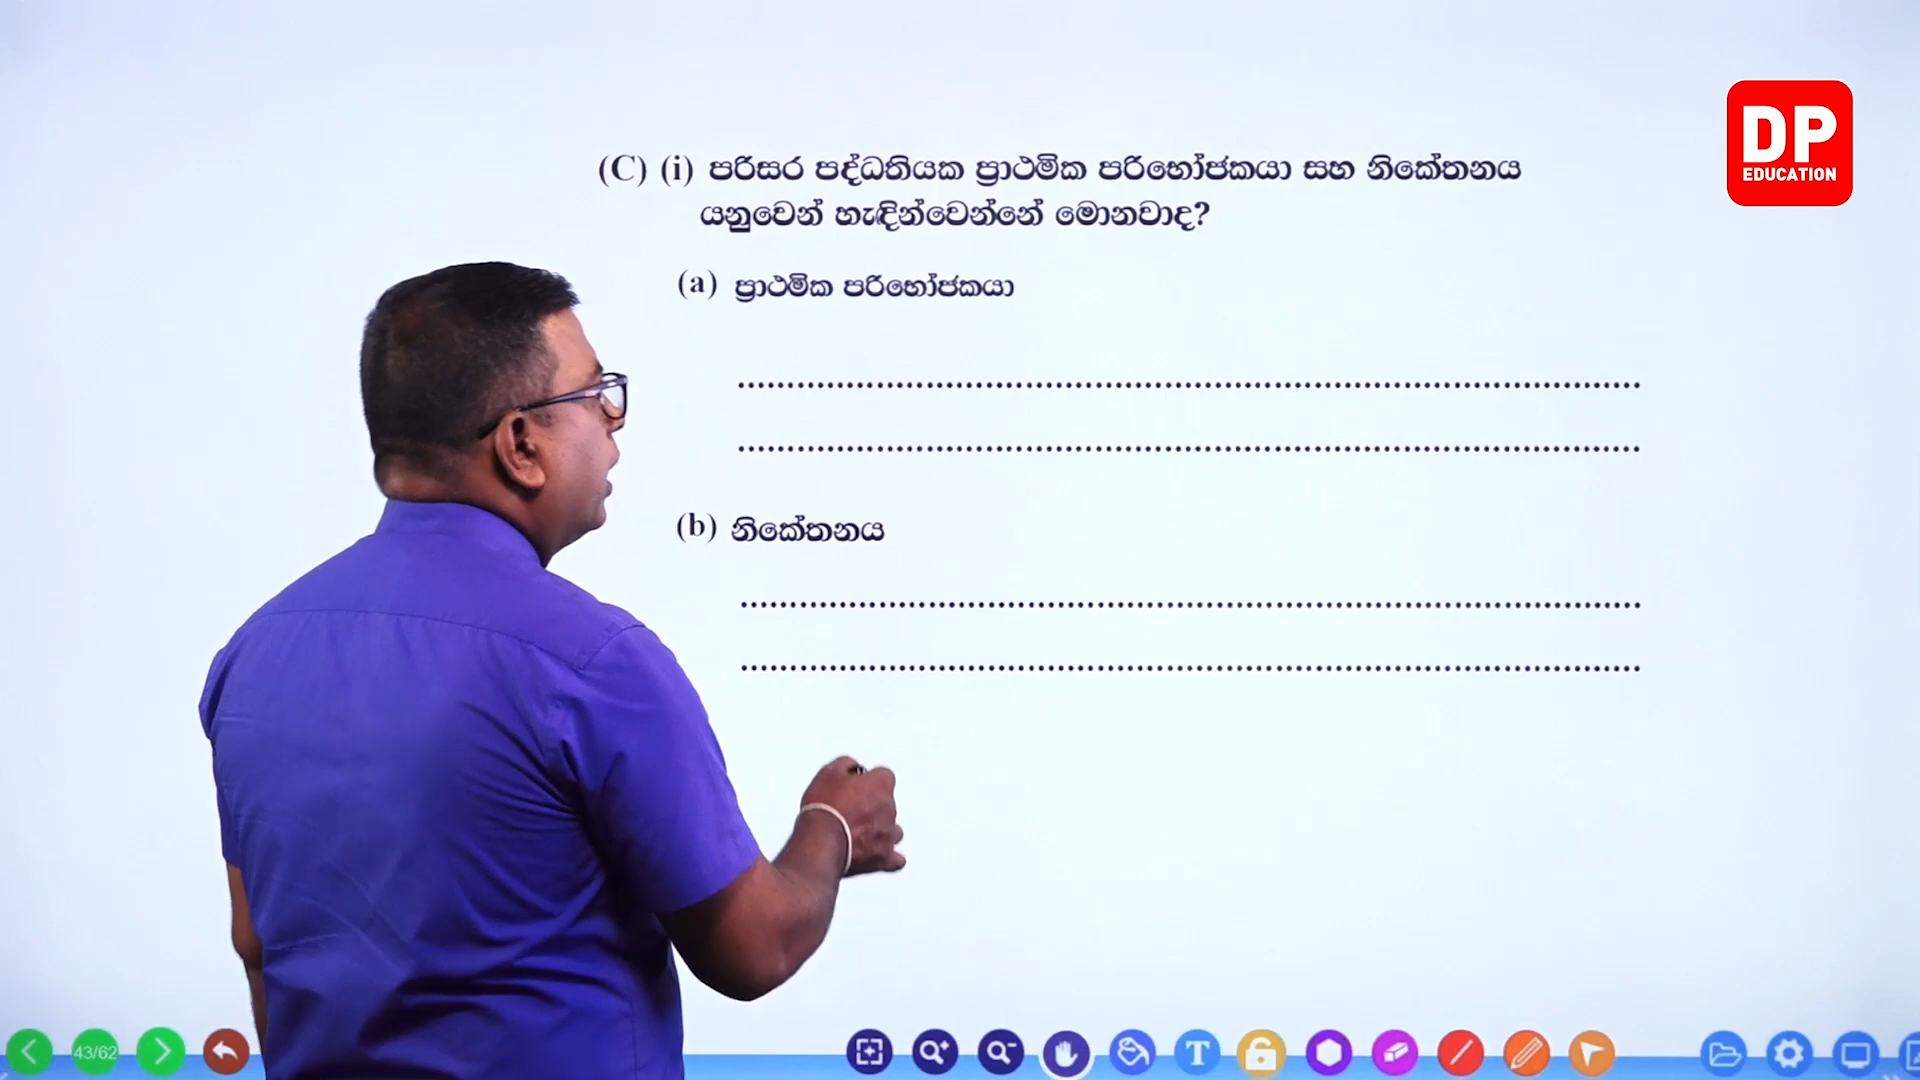 DP
EDUCATION
(C) (i) පරිසර පද්ධතියක ප්‍රාථමික පරිභෝජකයා සහ නිකේතනය
යනුවෙන් හැඳින්වෙන්නේ මොනවාද?
(a) ප්‍රාථමික පරිභෝජකයා
................................................................................
................................................................................
(b) නිකේතනය
................................................................................
................................................................................
43/62
T